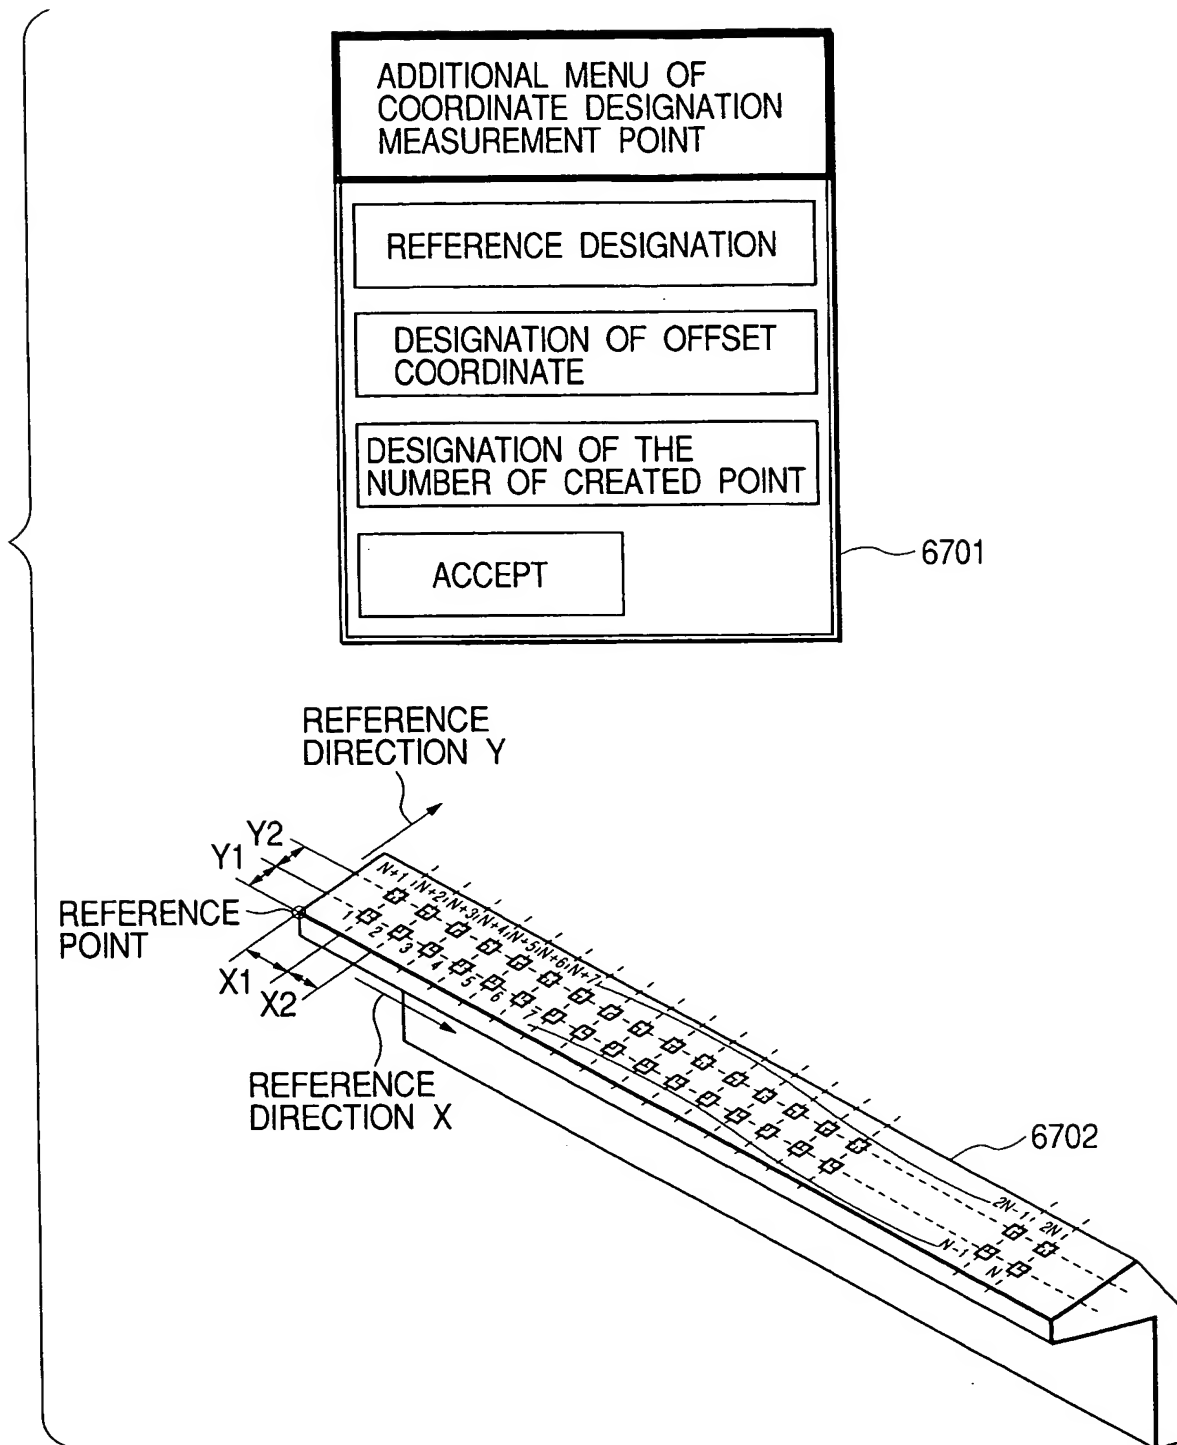 ADDITIONAL MENU OF
COORDINATE DESIGNATION
MEASUREMENT POINT
REFERENCE DESIGNATION
DESIGNATION OF OFFSET
COORDINATE
DESIGNATION OF THE
NUMBER OF CREATED POINT
ACCEPT
6701
REFERENCE
DIRECTION Y
Y2
Y1
REFERENCE
POINT
X1
X2
REFERENCE
DIRECTION X
N+1 N+2 N+3 N+4 N+5 N+6 N+7
1 2 3 4 5 6 7
6702
2N-1 2N
N-1 N